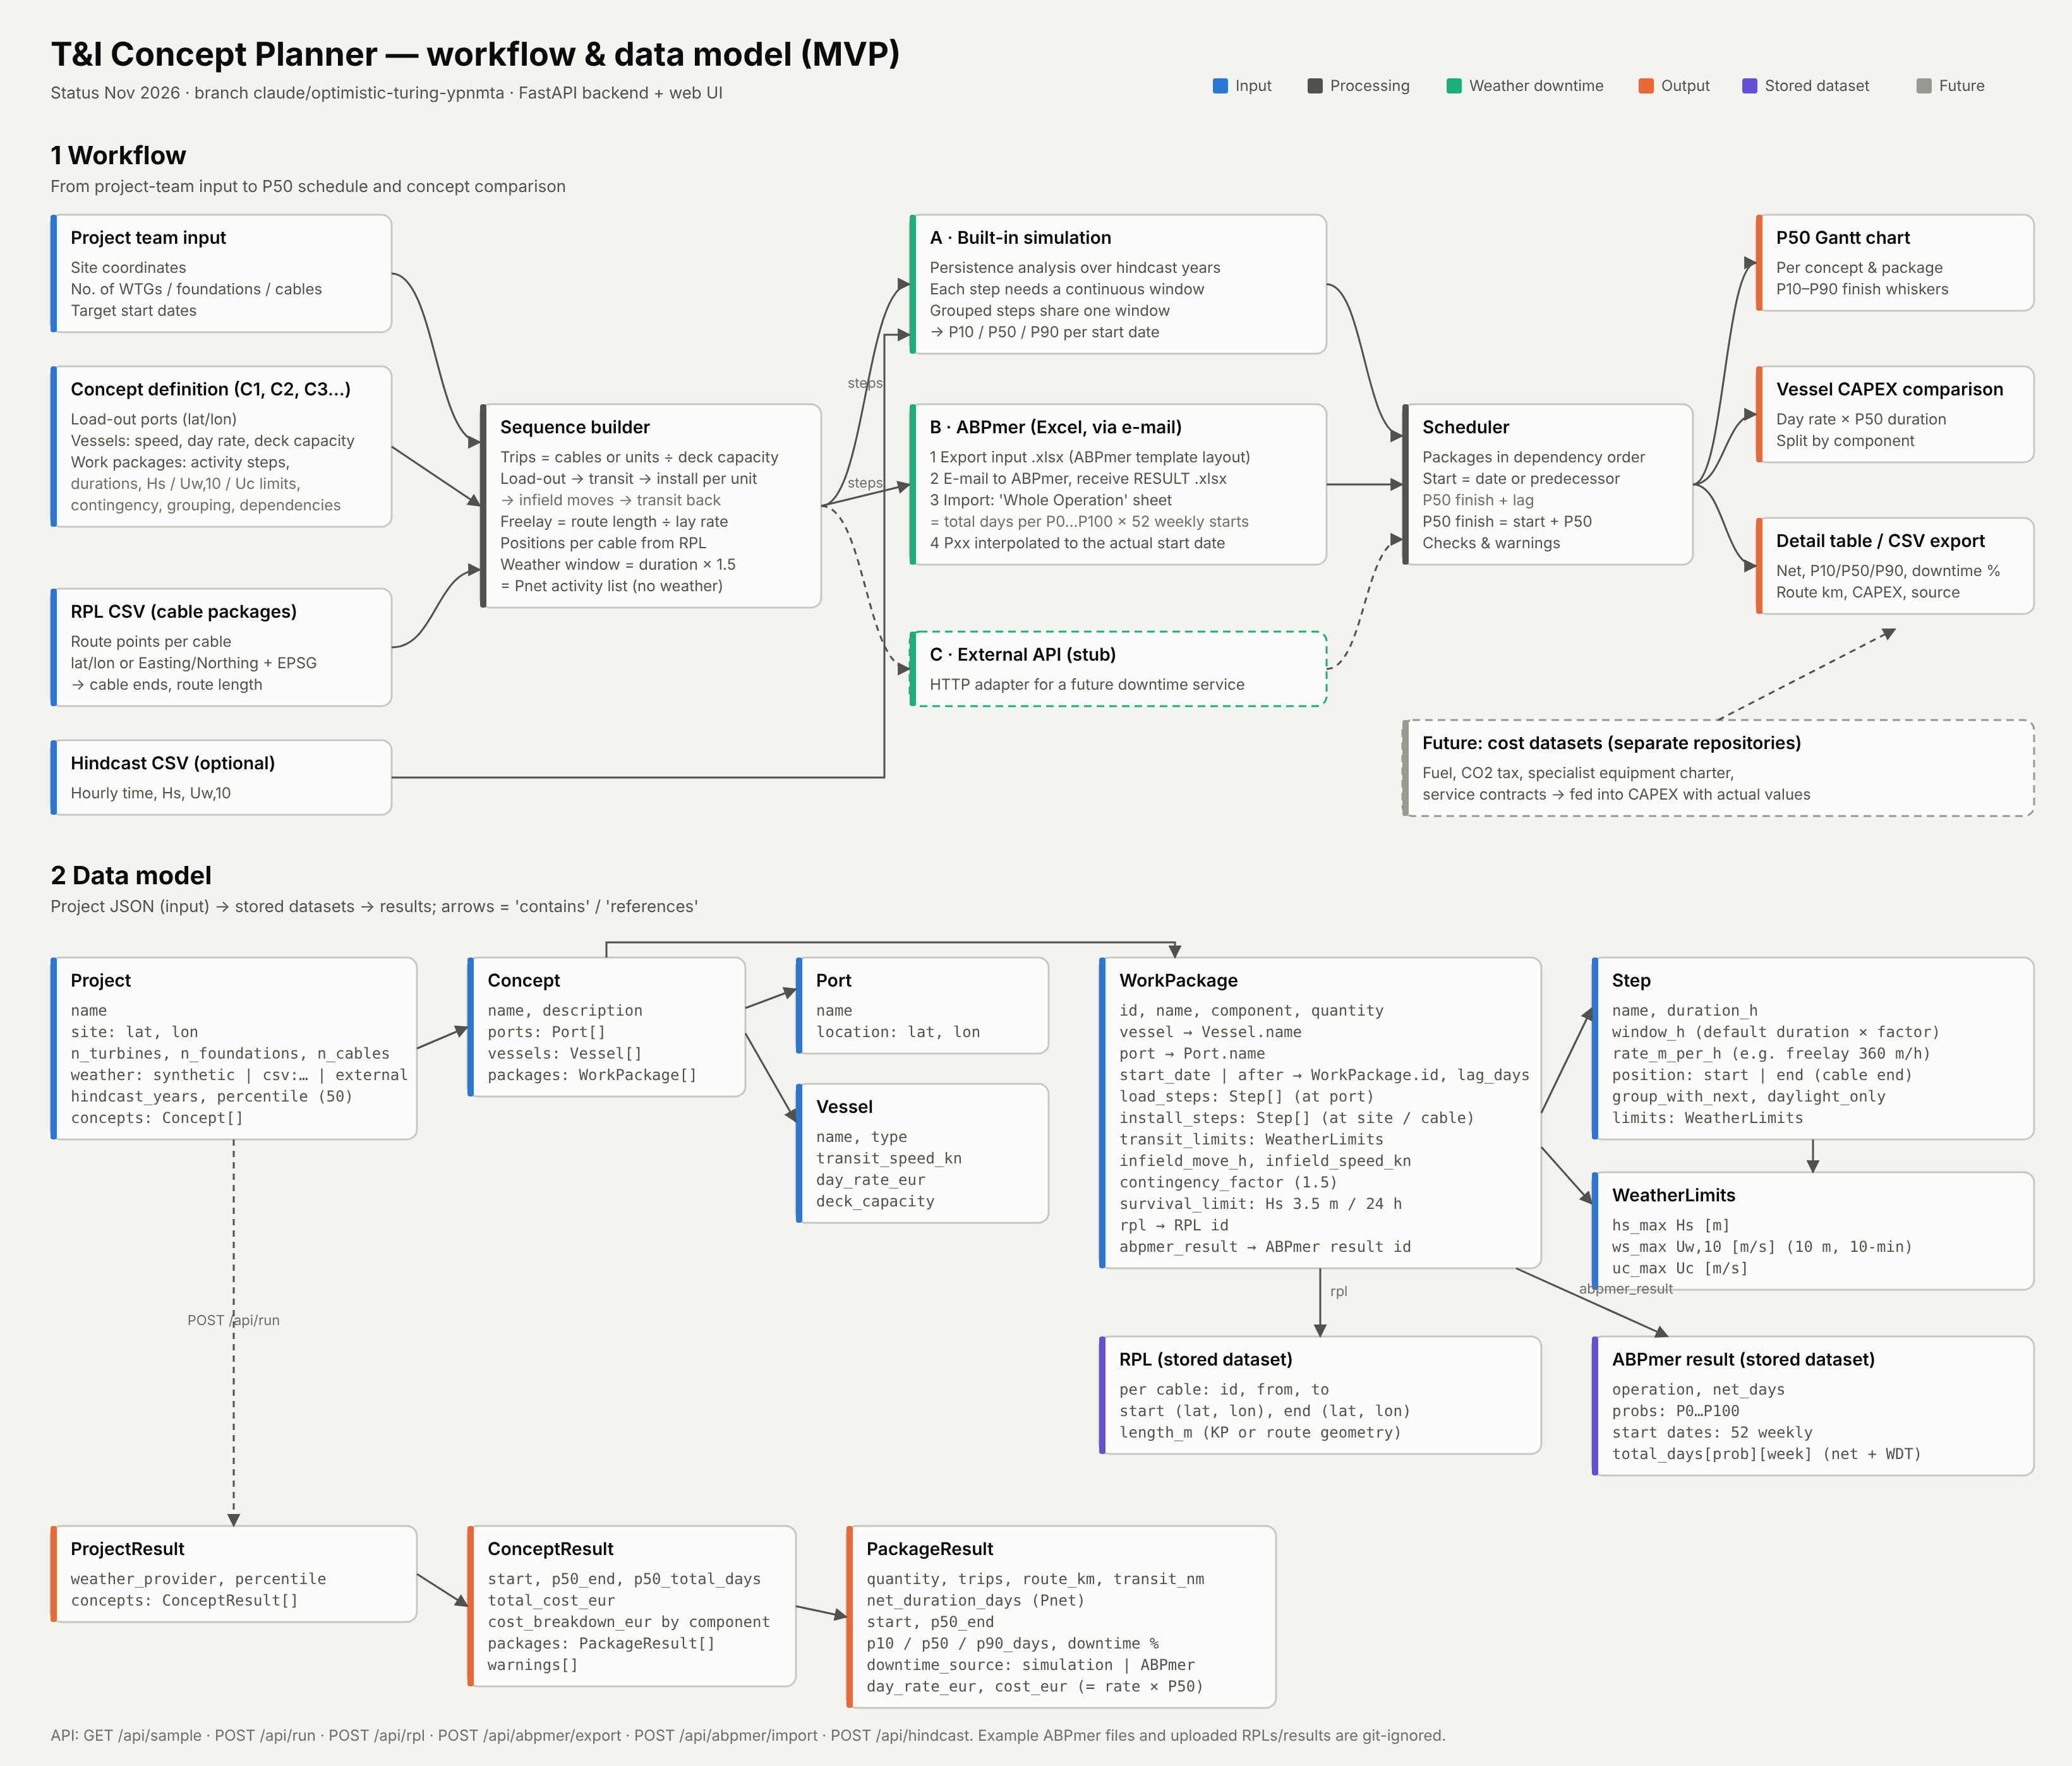 T&I Concept Planner — workflow & data model (MVP)
Status Nov 2026 · branch claude/optimistic-turing-ypnmta · FastAPI backend + web UI
Input
Processing
Weather downtime
Output
Stored dataset
Future
1 Workflow
From project-team input to P50 schedule and concept comparison
Project team input
Site coordinates
No. of WTGs / foundations / cables
Target start dates
Concept definition (C1, C2, C3...)
Load-out ports (lat/lon)
Vessels: speed, day rate, deck capacity
Work packages: activity steps,
durations, Hs / Uw,10 / Uc limits,
contingency, grouping, dependencies
RPL CSV (cable packages)
Route points per cable
lat/lon or Easting/Northing + EPSG
→ cable ends, route length
Hindcast CSV (optional)
Hourly time, Hs, Uw,10
Sequence builder
Trips = cables or units ÷ deck capacity
Load-out → transit → install per unit
→ infield moves → transit back
Freelay = route length ÷ lay rate
Positions per cable from RPL
Weather window = duration × 1.5
= Pnet activity list (no weather)
steps
steps
A · Built-in simulation
Persistence analysis over hindcast years
Each step needs a continuous window
Grouped steps share one window
→ P10 / P50 / P90 per start date
B · ABPmer (Excel, via e-mail)
1 Export input .xlsx (ABPmer template layout)
2 E-mail to ABPmer, receive RESULT .xlsx
3 Import: 'Whole Operation' sheet
= total days per P0…P100 × 52 weekly starts
4 Pxx interpolated to the actual start date
C · External API (stub)
HTTP adapter for a future downtime service
Scheduler
Packages in dependency order
Start = date or predecessor
P50 finish + lag
P50 finish = start + P50
Checks & warnings
P50 Gantt chart
Per concept & package
P10–P90 finish whiskers
Vessel CAPEX comparison
Day rate × P50 duration
Split by component
Detail table / CSV export
Net, P10/P50/P90, downtime %
Route km, CAPEX, source
Future: cost datasets (separate repositories)
Fuel, CO2 tax, specialist equipment charter,
service contracts → fed into CAPEX with actual values
2 Data model
Project JSON (input) → stored datasets → results; arrows = 'contains' / 'references'
Project
name
site: lat, lon
n_turbines, n_foundations, n_cables
weather: synthetic | csv:… | external
hindcast_years, percentile (50)
concepts: Concept[]
Concept
name, description
ports: Port[]
vessels: Vessel[]
packages: WorkPackage[]
Port
name
location: lat, lon
Vessel
name, type
transit_speed_kn
day_rate_eur
deck_capacity
WorkPackage
id, name, component, quantity
vessel → Vessel.name
port → Port.name
start_date | after → WorkPackage.id, lag_days
load_steps: Step[] (at port)
install_steps: Step[] (at site / cable)
transit_limits: WeatherLimits
infield_move_h, infield_speed_kn
contingency_factor (1.5)
survival_limit: Hs 3.5 m / 24 h
rpl → RPL id
abpmer_result → ABPmer result id
Step
name, duration_h
window_h (default duration × factor)
rate_m_per_h (e.g. freelay 360 m/h)
position: start | end (cable end)
group_with_next, daylight_only
limits: WeatherLimits
WeatherLimits
hs_max Hs [m]
ws_max Uw,10 [m/s] (10 m, 10-min)
uc_max Uc [m/s]
rpl
abpmer_result
POST /api/run
RPL (stored dataset)
per cable: id, from, to
start (lat, lon), end (lat, lon)
length_m (KP or route geometry)
ABPmer result (stored dataset)
operation, net_days
probs: P0…P100
start dates: 52 weekly
total_days[prob][week] (net + WDT)
ProjectResult
weather_provider, percentile
concepts: ConceptResult[]
ConceptResult
start, p50_end, p50_total_days
total_cost_eur
cost_breakdown_eur by component
packages: PackageResult[]
warnings[]
PackageResult
quantity, trips, route_km, transit_nm
net_duration_days (Pnet)
start, p50_end
p10 / p50 / p90_days, downtime %
downtime_source: simulation | ABPmer
day_rate_eur, cost_eur (= rate × P50)
API: GET /api/sample · POST /api/run · POST /api/rpl · POST /api/abpmer/export · POST /api/abpmer/import · POST /api/hindcast. Example ABPmer files and uploaded RPLs/results are git-ignored.